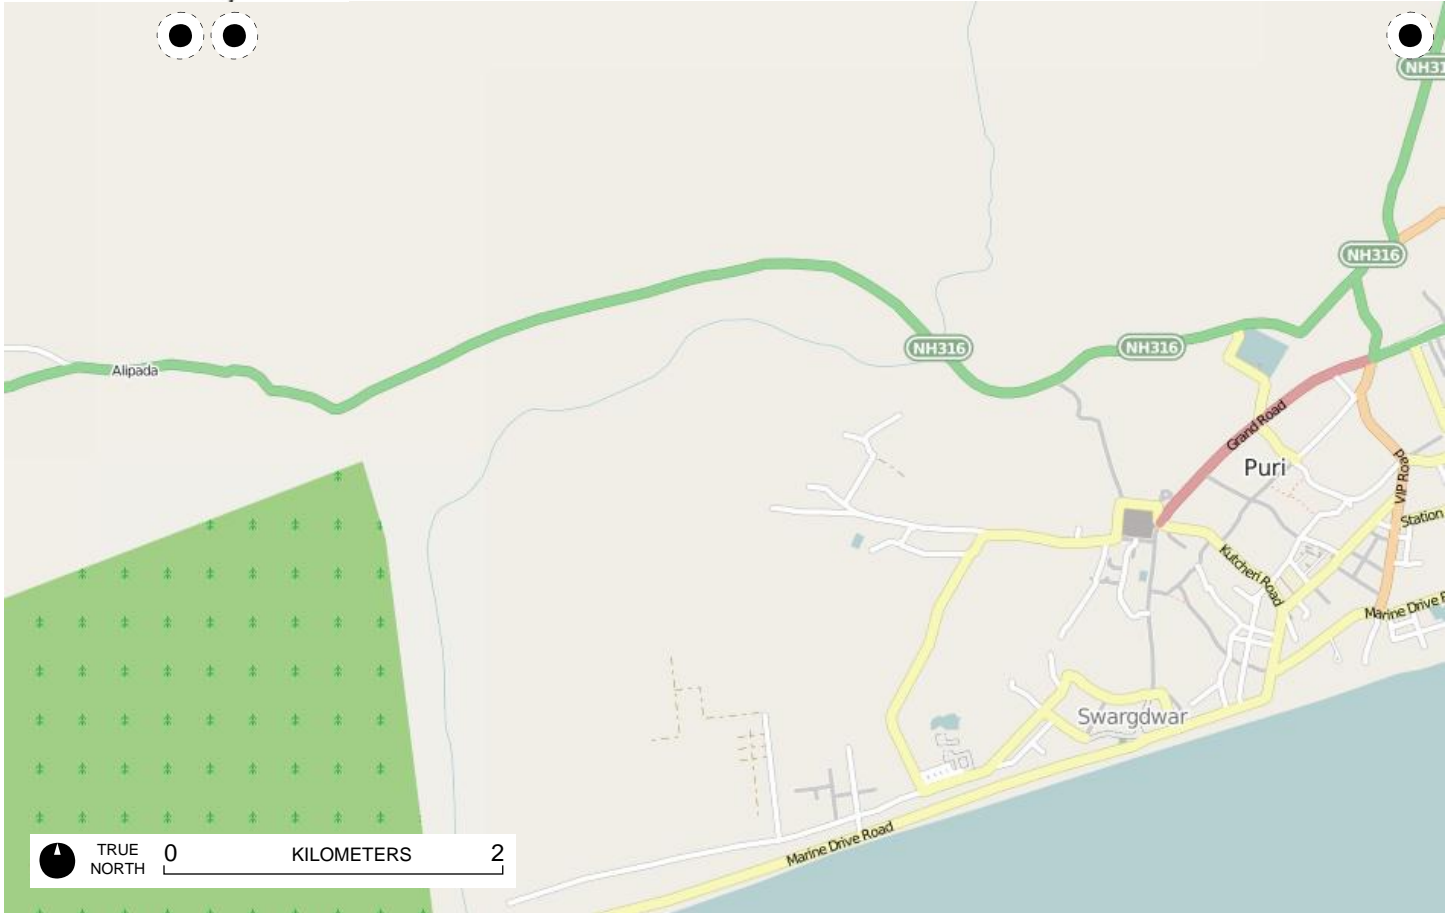 NH31
NH316
NH316
NH316
Alipada
Grand Road
Puri
VIP Road
Station
Kutcheri Road
Marine Drive R
Swargdwar
Marine Drive Road
TRUE
NORTH
0 KILOMETERS 2